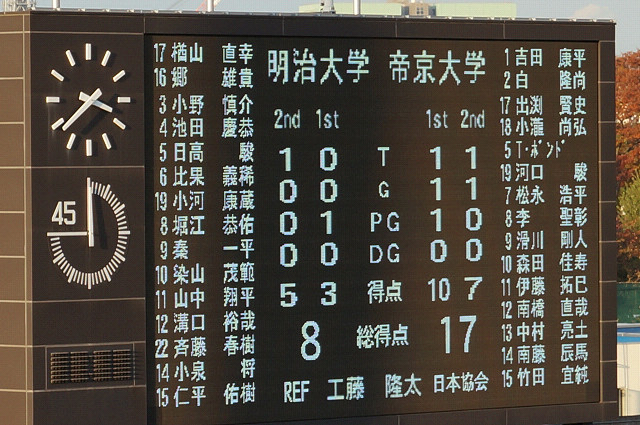 明治大学 帝京大学
17 楢山 直幸
16 郷 雄貴
3 小野 慎介
4 池田 慶恭
5 日高 駿
6 比果 義稀
19 小河 康蔵
8 堀江 恭佑
9 秦 一平
10 染山 茂範
11 山中 翔平
12 溝口 裕哉
22 斉藤 春樹
14 小泉 将
15 仁平 佑樹
2nd 1st 1st 2nd
1 0 T 1 1
0 0 G 1 1
0 1 PG 1 0
0 0 DG 0 0
5 3 得点 10 7
8 総得点 17
REF 工藤 隆太 日本協会
1 吉田 康平
2 白 隆尚
17 出渕 賢史
18 小瀧 尚弘
5 T・ボンド
19 河口 駿
7 松永 浩平
8 李 聖彰
9 滑川 剛人
10 森田 佳寿
11 伊藤 拓巳
12 南橋 直哉
13 中村 亮土
14 南藤 辰馬
15 竹田 宜純
45